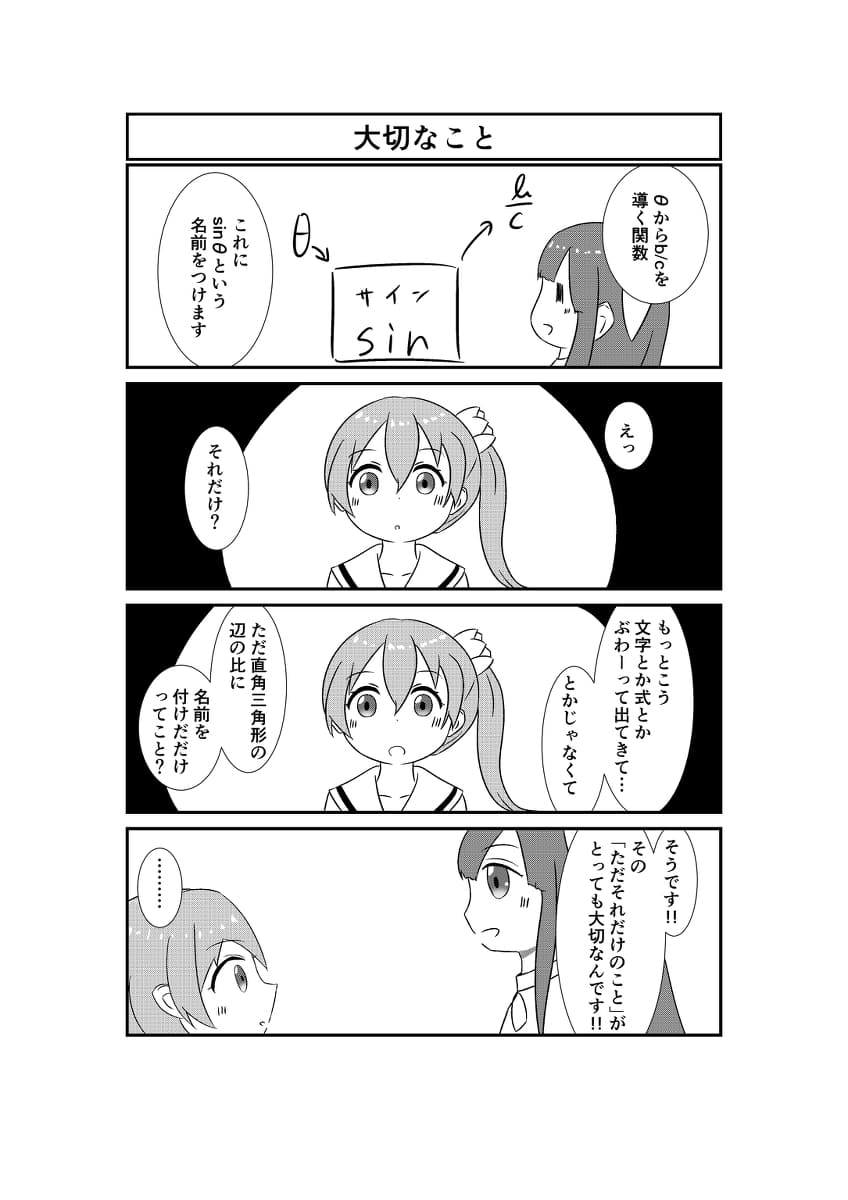 大切なこと
θからb/cを
導く関数
b/c
θ
サイン
sin
これに
sinθという
名前をつけます
えっ
それだけ?
もっとこう
文字とか式とか
ぶわーって出てきて…
とかじゃなくて
ただ直角三角形の
辺の比に
名前を
付けだだけ
ってこと?
そうです!!
その
「ただそれだけのこと」が
とっても大切なんです!!
………